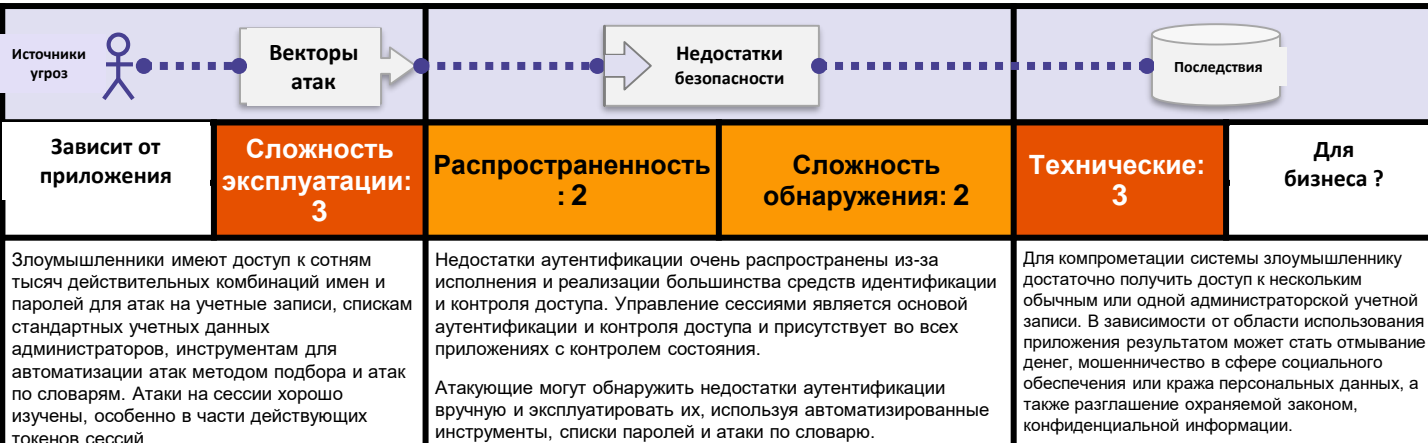 Источники
угроз
Векторы
атак
Недостатки
безопасности
Последствия
Зависит от
приложения
Сложность
эксплуатации:
3
Распространенность
: 2
Сложность
обнаружения: 2
Технические:
3
Для
бизнеса ?
Злоумышленники имеют доступ к сотням
тысяч действительных комбинаций имен и
паролей для атак на учетные записи, спискам
стандартных учетных данных
администраторов, инструментам для
автоматизации атак методом подбора и атак
по словарям. Атаки на сессии хорошо
изучены, особенно в части действующих
токенов сессий
Недостатки аутентификации очень распространены из-за
исполнения и реализации большинства средств идентификации
и контроля доступа. Управление сессиями является основой
аутентификации и контроля доступа и присутствует во всех
приложениях с контролем состояния.
Атакующие могут обнаружить недостатки аутентификации
вручную и эксплуатировать их, используя автоматизированные
инструменты, списки паролей и атаки по словарю.
Для компрометации системы злоумышленнику
достаточно получить доступ к нескольким
обычным или одной администраторской учетной
записи. В зависимости от области использования
приложения результатом может стать отмывание
денег, мошенничество в сфере социального
обеспечения или кража персональных данных, а
также разглашение охраняемой законом,
конфиденциальной информации.